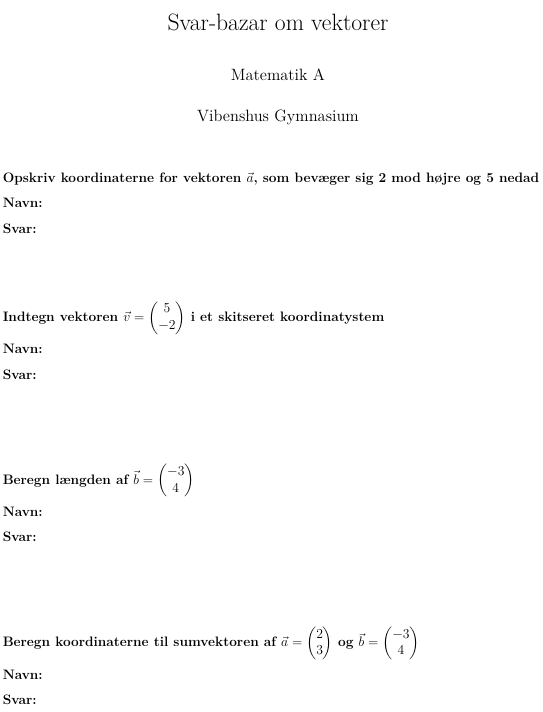 Svar-bazar om vektorer
Matematik A
Vibenshus Gymnasium
Opskriv koordinaterne for vektoren $\vec{a}$, som bevæger sig 2 mod højre og 5 nedad
Navn:
Svar:
Indtegn vektoren $\vec{v} = \begin{pmatrix} 5 \\ -2 \end{pmatrix}$ i et skitseret koordinatystem
Navn:
Svar:
Beregn længden af $\vec{b} = \begin{pmatrix} -3 \\ 4 \end{pmatrix}$
Navn:
Svar:
Beregn koordinaterne til sumvektoren af $\vec{a} = \begin{pmatrix} 2 \\ 3 \end{pmatrix}$ og $\vec{b} = \begin{pmatrix} -3 \\ 4 \end{pmatrix}$
Navn:
Svar: